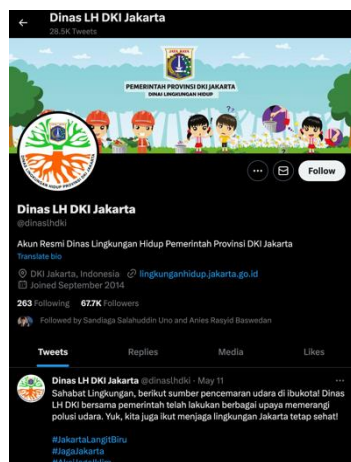 Dinas LH DKI Jakarta
28.5K Tweets
PEMERINTAH PROVINSI DKI JAKARTA
DINAS LINGKUNGAN HIDUP
Follow
Dinas LH DKI Jakarta
@dinaslhdki
Akun Resmi Dinas Lingkungan Hidup Pemerintah Provinsi DKI Jakarta
Translate bio
DKI Jakarta, Indonesia lingkunganhidup.jakarta.go.id
Joined September 2014
263 Following 67.7K Followers
Followed by Sandiaga Salahuddin Uno and Anies Rasyid Baswedan
Tweets Replies Media Likes
Dinas LH DKI Jakarta @dinaslhdki · May 11
Sahabat Lingkungan, berikut sumber pencemaran udara di ibukota! Dinas
LH DKI bersama pemerintah telah lakukan berbagai upaya memerangi
polusi udara. Yuk, kita juga ikut menjaga lingkungan Jakarta tetap sehat!
#JakartaLangitBiru
#JagaJakarta